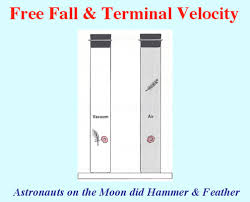 Free Fall & Terminal Velocity
Vacuum Air
Astronauts on the Moon did Hammer & Feather